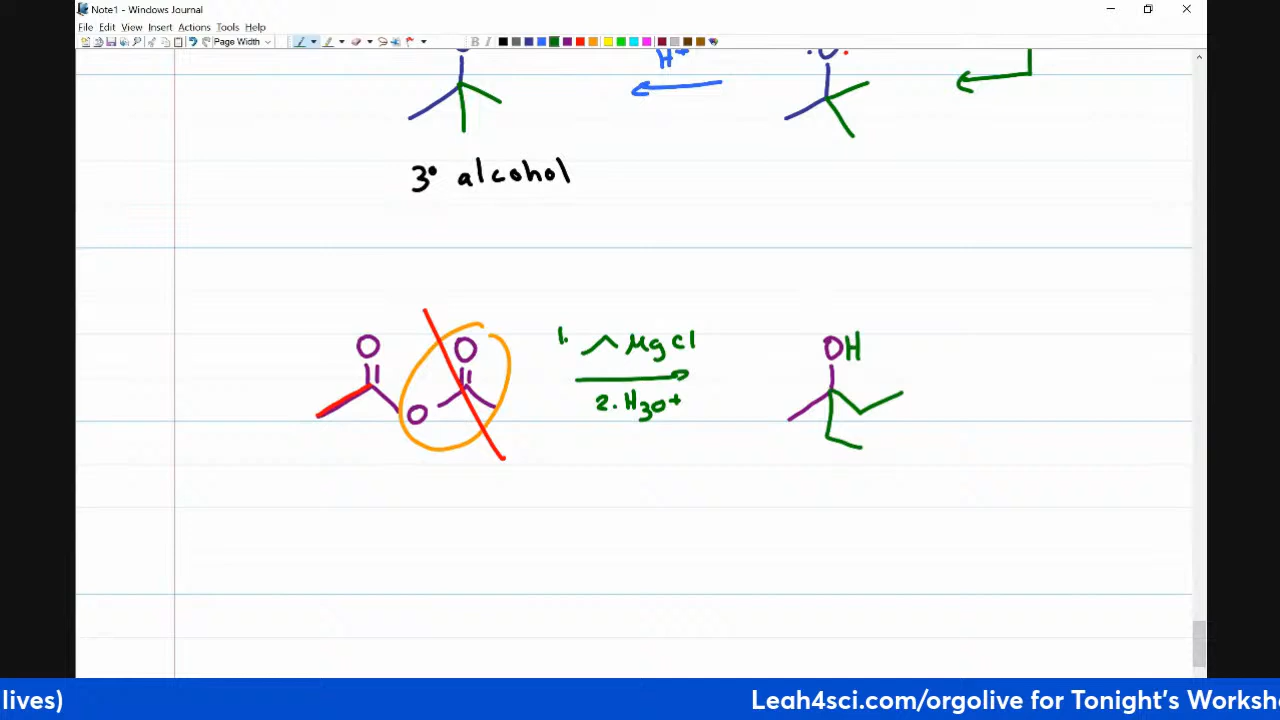 Note1 - Windows Journal
File Edit View Insert Actions Tools Help
Page Width
B I
H+
O
3° alcohol
O O OH
1. MgCl
O
2. H3O+
lives)
Leah4sci.com/orgolive for Tonight's Worksh